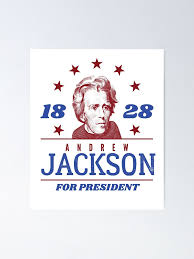 18 28
ANDREW
JACKSON
FOR PRESIDENT